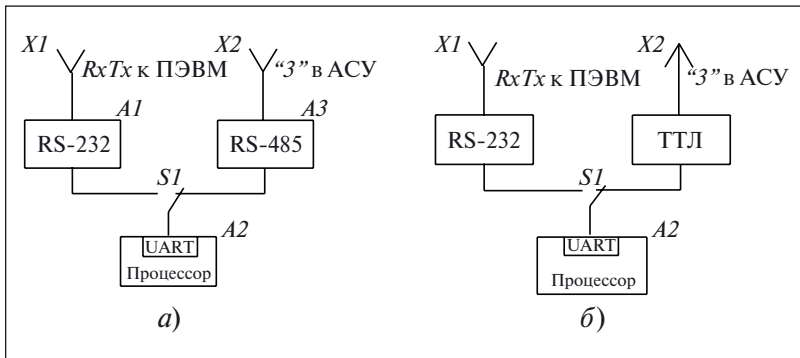 X1
RxTx к ПЭВМ
X2
“З” в АСУ
A1
RS-232
A3
RS-485
S1
A2
UART
Процессор
а)
X1
RxTx к ПЭВМ
X2
“З” в АСУ
RS-232
ТТЛ
S1
A2
UART
Процессор
б)